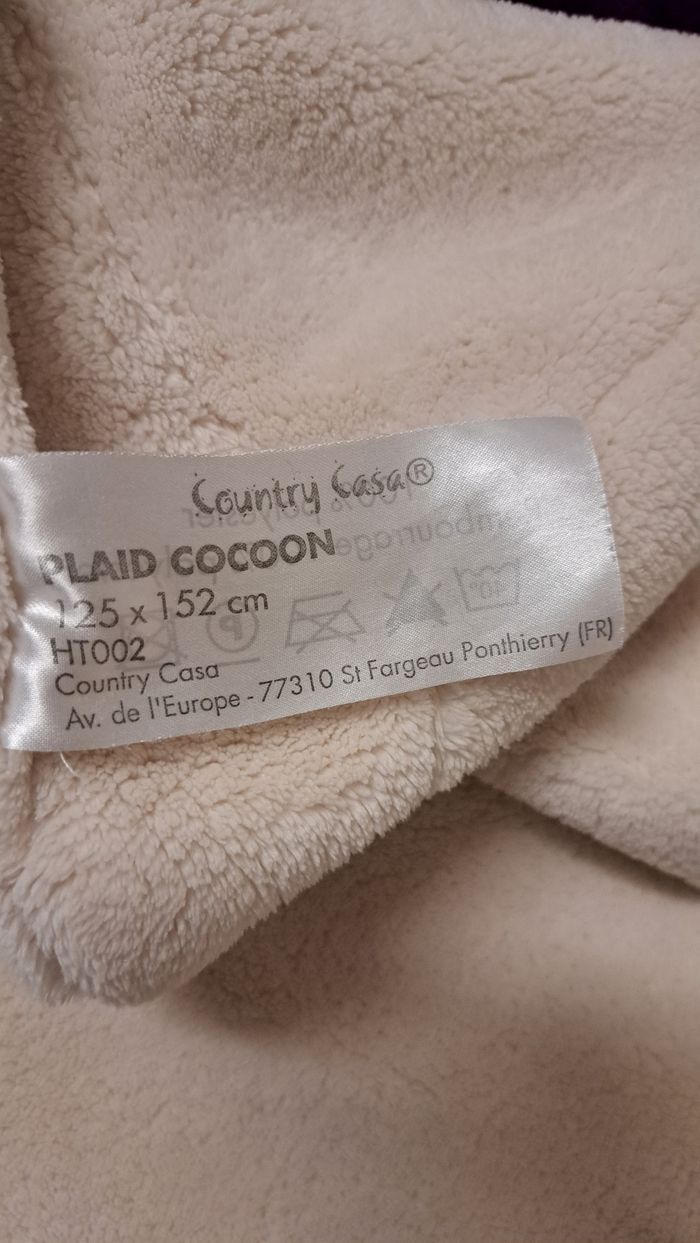 Country Casa®
PLAID COCOON
125 x 152 cm
HT002
Country Casa
Av. de l'Europe - 77310 St Fargeau Ponthierry (FR)